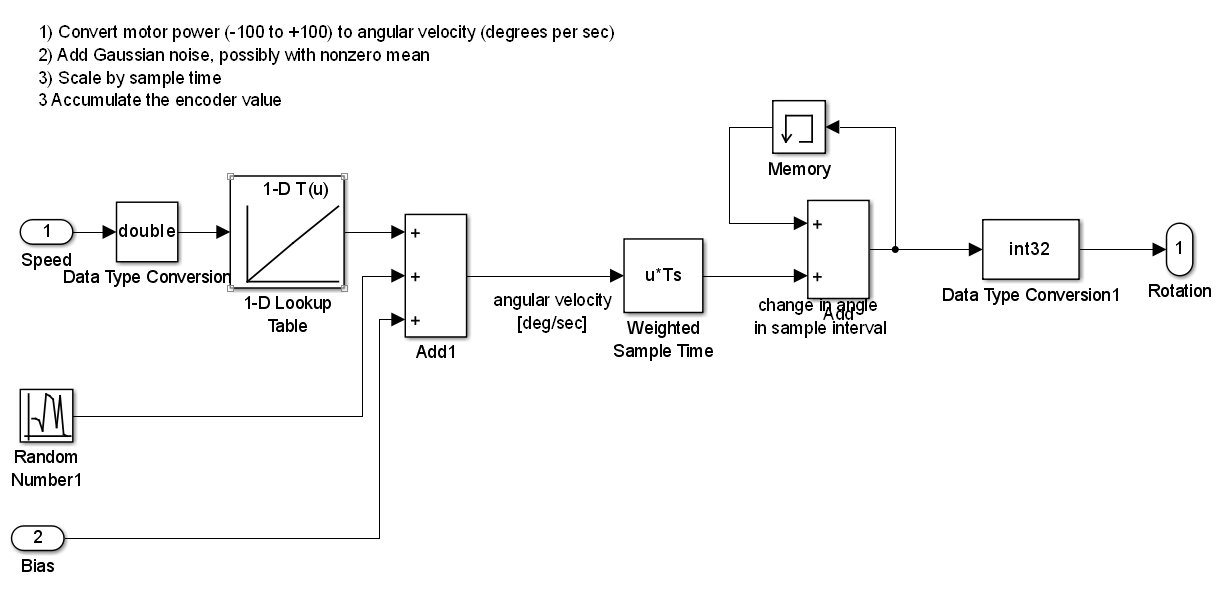 1) Convert motor power (-100 to +100) to angular velocity (degrees per sec)
2) Add Gaussian noise, possibly with nonzero mean
3) Scale by sample time
3 Accumulate the encoder value
Memory
1-D T(u)
1
Speed
double
Data Type Conversion
1-D Lookup
Table
+
+
+
Add1
angular velocity
[deg/sec]
u*Ts
Weighted
Sample Time
+
+
Add
change in angle
in sample interval
int32
Data Type Conversion1
1
Rotation
Random
Number1
2
Bias